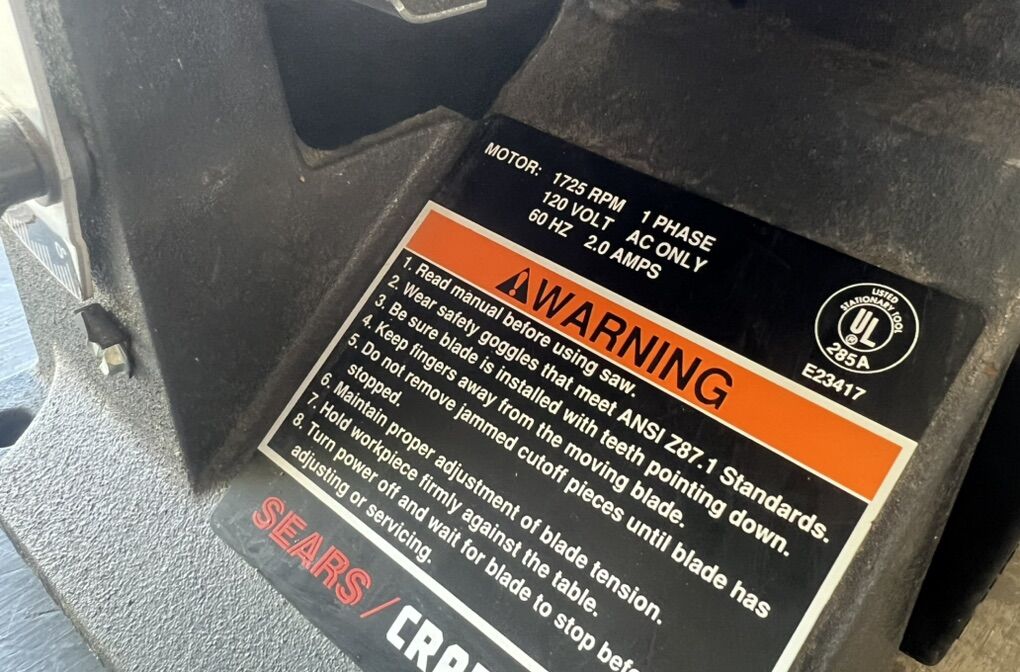 MOTOR: 1725 RPM 1 PHASE
120 VOLT AC ONLY
60 HZ 2.0 AMPS
LISTED
STATIONARY TOOL
UL
®
285A
E23417
WARNING
1. Read manual before using saw.
2. Wear safety goggles that meet ANSI Z87.1 Standards.
3. Be sure blade is installed with teeth pointing down.
4. Keep fingers away from the moving blade.
5. Do not remove jammed cutoff pieces until blade has
stopped.
6. Maintain proper adjustment of blade tension.
7. Hold workpiece firmly against the table.
8. Turn power off and wait for blade to stop befo
adjusting or servicing.
SEARS / CRA
0°